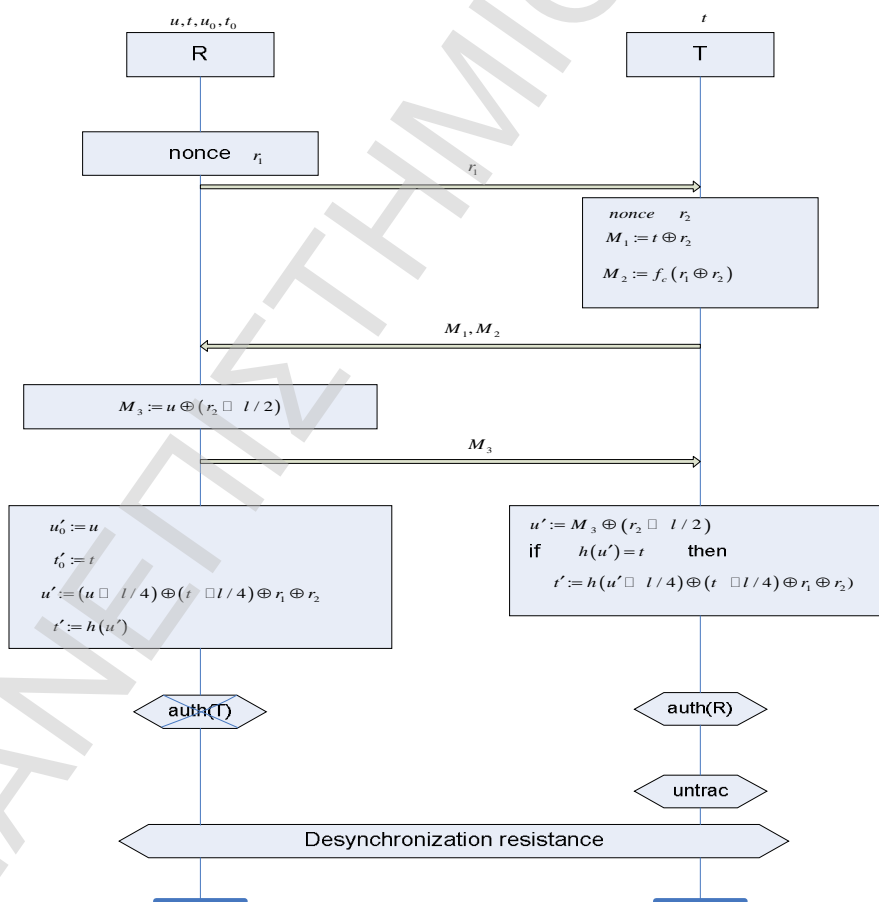 u, t, u₀, t₀
t
R
T
nonce r₁
r₁
nonce r₂
M₁ := t ⊕ r₂
M₂ := f_c (r₁ ⊕ r₂)
M₁, M₂
M₃ := u ⊕ (r₂ □ l / 2)
M₃
u′₀ := u
t′₀ := t
u′ := (u □ l / 4) ⊕ (t □ l / 4) ⊕ r₁ ⊕ r₂
t′ := h (u′)
u′ := M₃ ⊕ (r₂ □ l / 2)
if h (u′) = t then
t′ := h (u′ □ l / 4) ⊕ (t □ l / 4) ⊕ r₁ ⊕ r₂)
auth(T)
auth(R)
untrac
Desynchronization resistance
ΠΑΝΕΠΙΣΤΗΜΙΟ